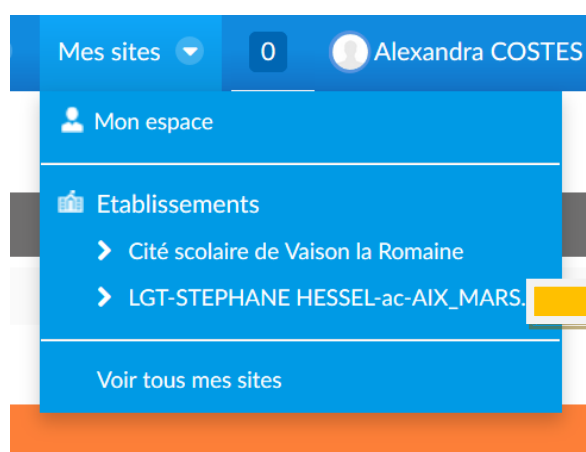 Mes sites 0 Alexandra COSTES
Mon espace
Etablissements
Cité scolaire de Vaison la Romaine
LGT-STEPHANE HESSEL-ac-AIX_MARS.
Voir tous mes sites